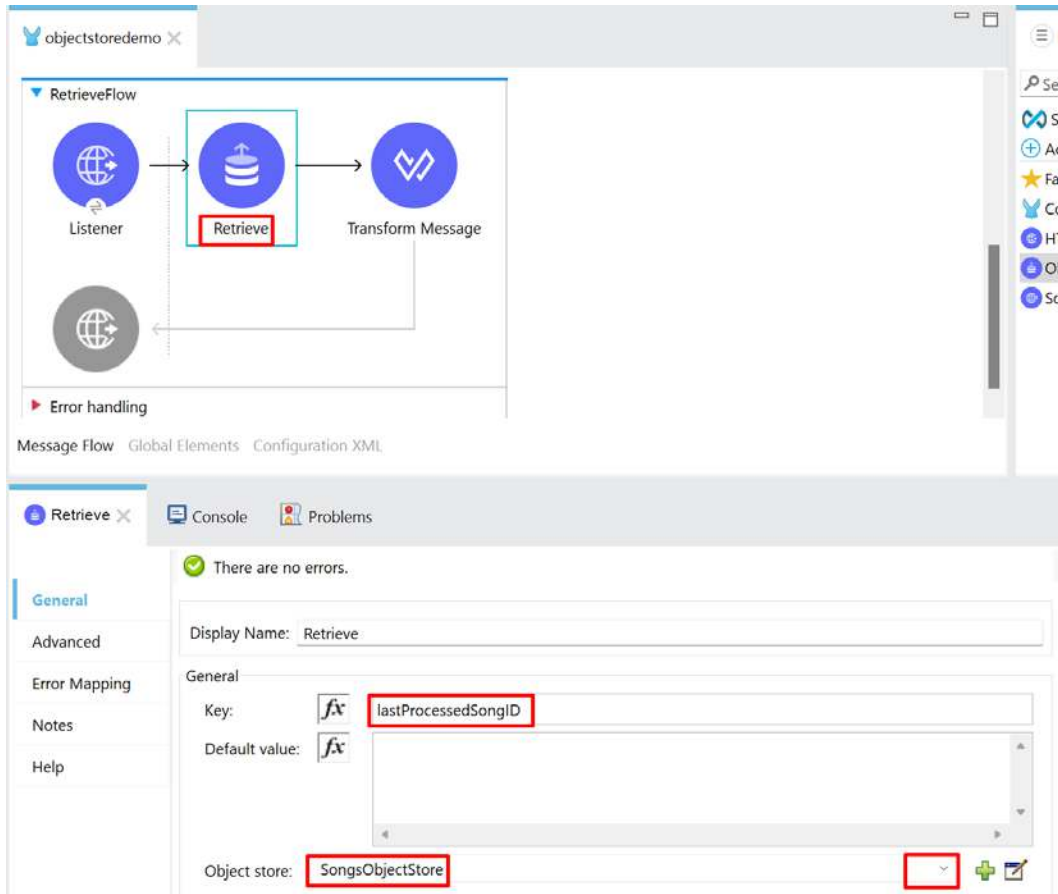 objectstoredemo
RetrieveFlow
Listener
Retrieve
Transform Message
Error handling
Message Flow Global Elements Configuration XML
Retrieve
Console
Problems
There are no errors.
General
Advanced
Error Mapping
Notes
Help
Display Name: Retrieve
General
Key: fx lastProcessedSongID
Default value: fx
Object store: SongsObjectStore